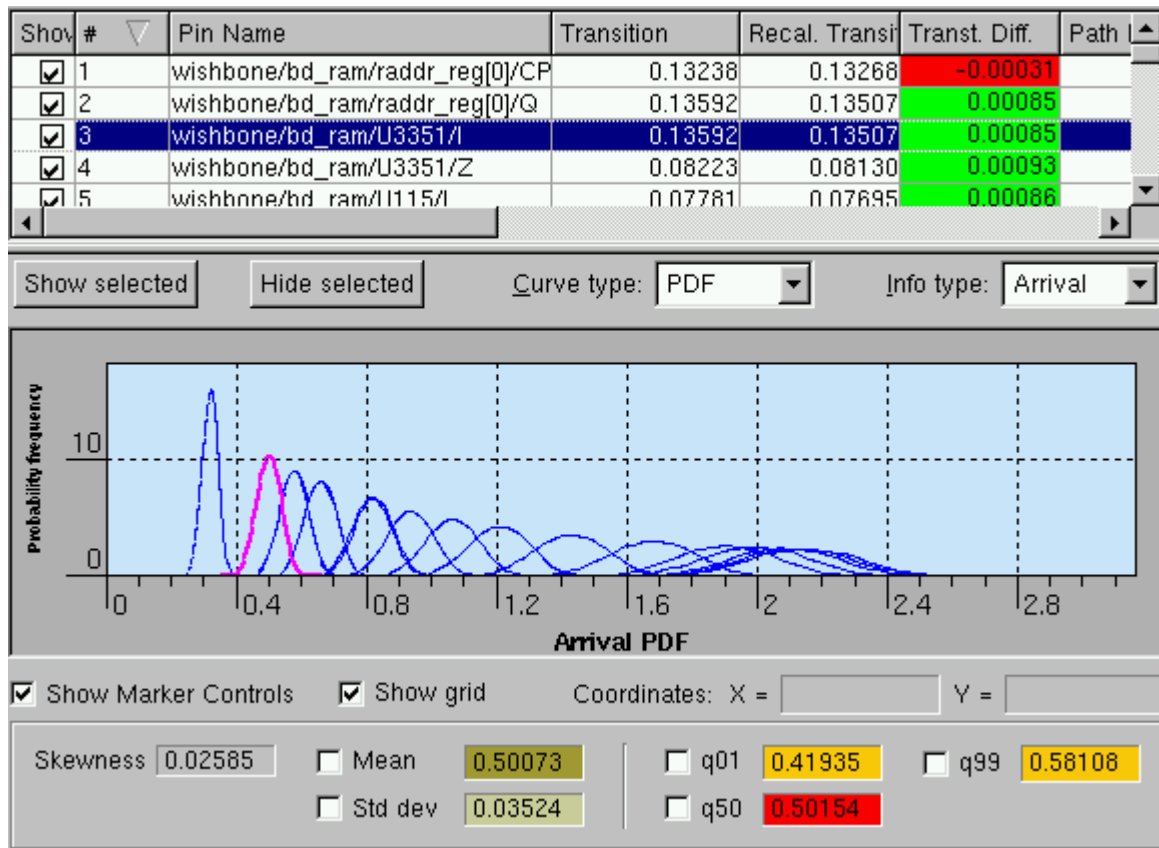 Show # Pin Name Transition Recal. Transit Transt. Diff. Path
1 wishbone/bd_ram/raddr_reg[0]/CP 0.13238 0.13268 -0.00031
2 wishbone/bd_ram/raddr_reg[0]/Q 0.13592 0.13507 0.00085
3 wishbone/bd_ram/U3351/I 0.13592 0.13507 0.00085
4 wishbone/bd_ram/U3351/Z 0.08223 0.08130 0.00093
5 wishbone/bd_ram/U115/I 0.07781 0.07695 0.00086
Show selected Hide selected Curve type: PDF Info type: Arrival
Probability frequency
10
0
0 0.4 0.8 1.2 1.6 2 2.4 2.8
Arrival PDF
Show Marker Controls Show grid Coordinates: X = Y =
Skewness 0.02585 Mean 0.50073 q01 0.41935 q99 0.58108
Std dev 0.03524 q50 0.50154